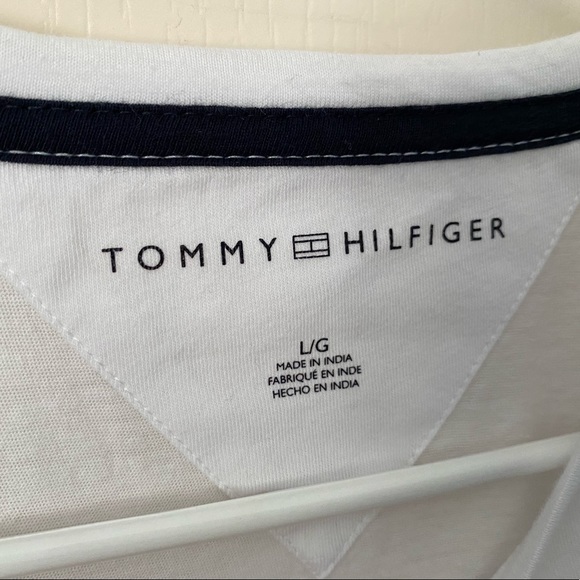 TOMMY HILFIGER
L/G
MADE IN INDIA
FABRIQUÉ EN INDE
HECHO EN INDIA